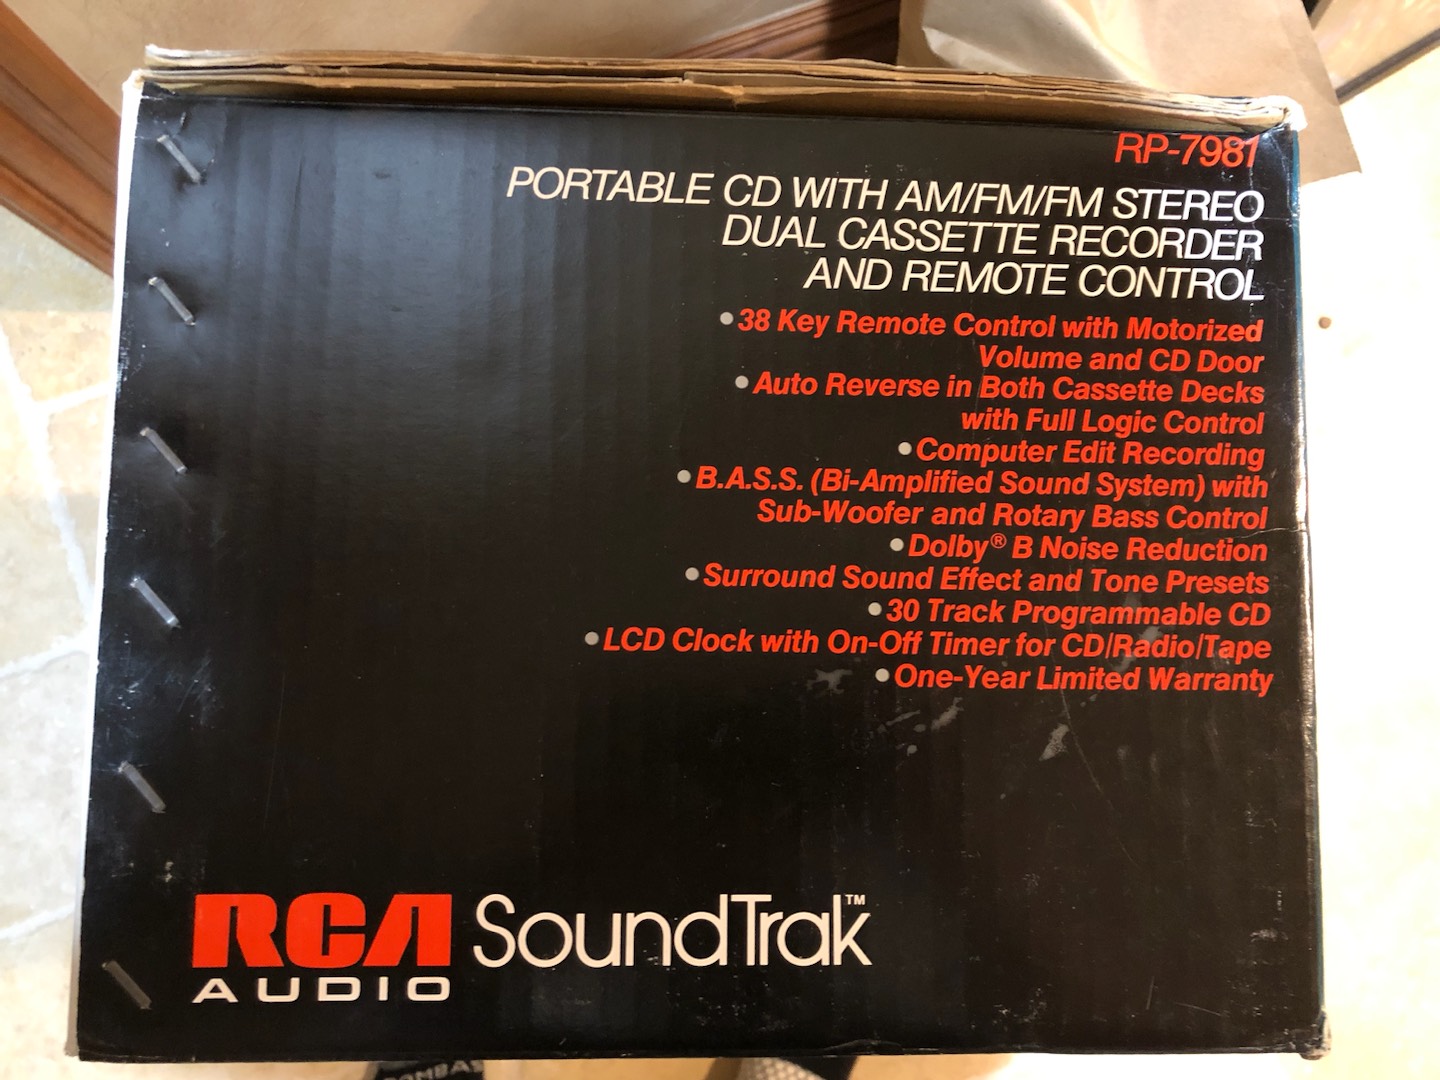 RP-7981
PORTABLE CD WITH AM/FM/FM STEREO
DUAL CASSETTE RECORDER
AND REMOTE CONTROL
•38 Key Remote Control with Motorized
Volume and CD Door
•Auto Reverse in Both Cassette Decks
with Full Logic Control
•Computer Edit Recording
•B.A.S.S. (Bi-Amplified Sound System) with
Sub-Woofer and Rotary Bass Control
•Dolby® B Noise Reduction
•Surround Sound Effect and Tone Presets
•30 Track Programmable CD
•LCD Clock with On-Off Timer for CD/Radio/Tape
•One-Year Limited Warranty
RCA SoundTrak™
AUDIO
BOMBAS